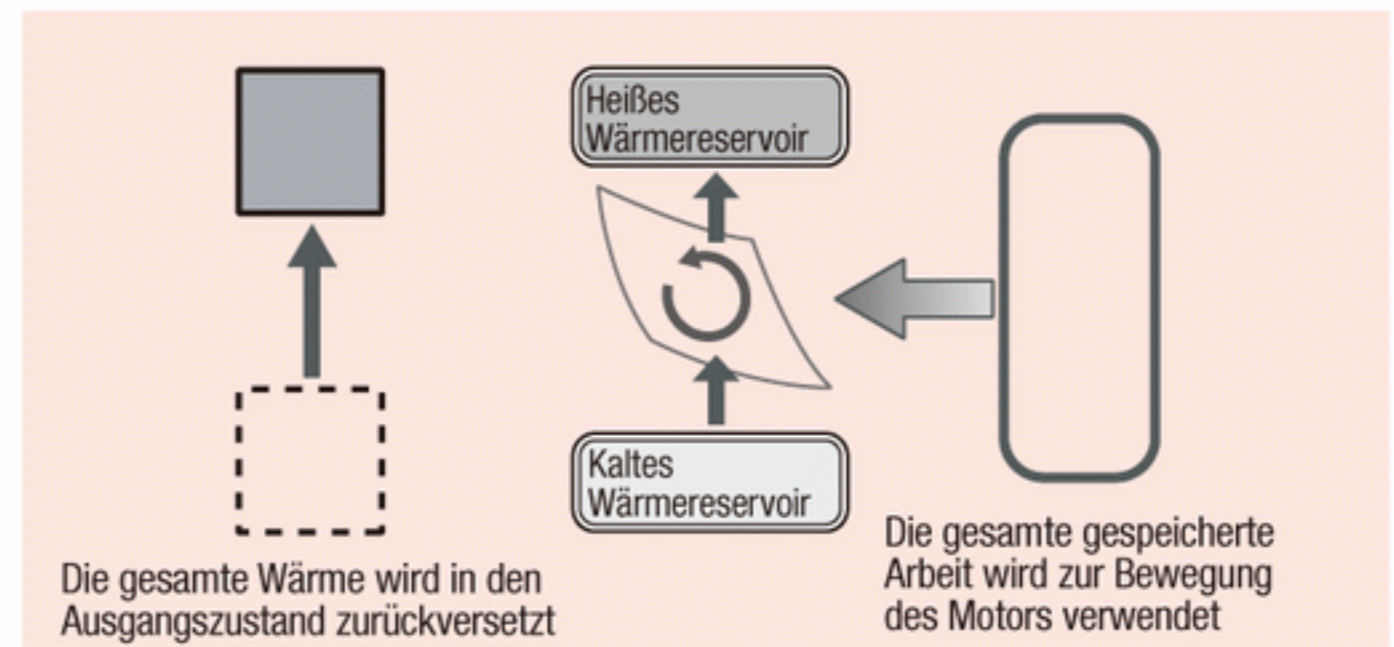 Heißes
Wärmereservoir
Kaltes
Wärmereservoir
Die gesamte Wärme wird in den
Ausgangszustand zurückversetzt
Die gesamte gespeicherte
Arbeit wird zur Bewegung
des Motors verwendet